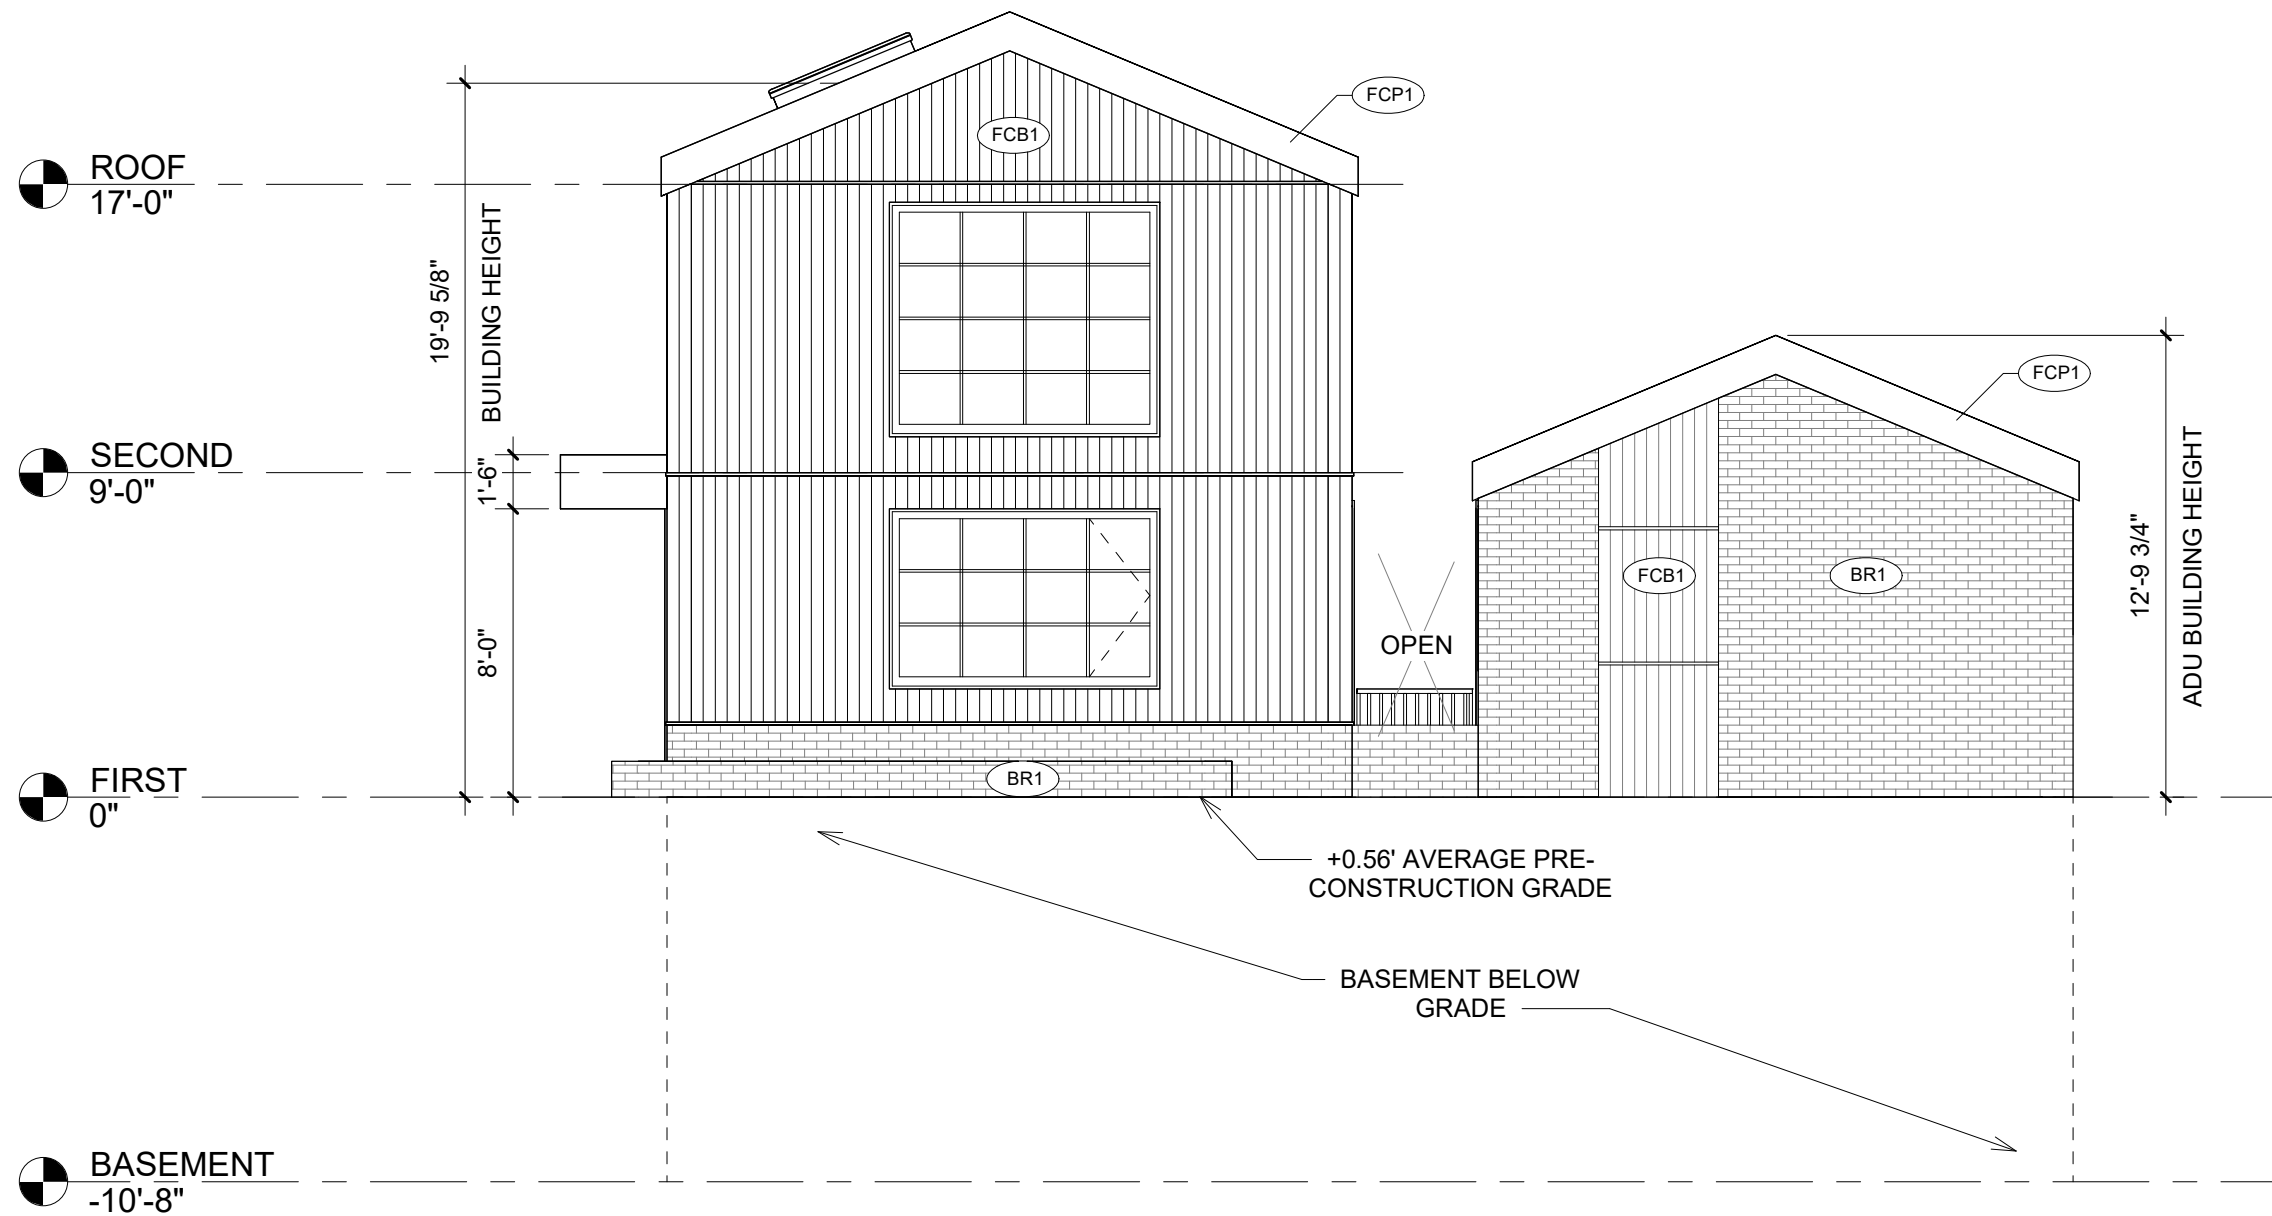 FCP1
FCB1
ROOF
17'-0"
19'-9 5/8"
BUILDING HEIGHT
FCP1
SECOND
9'-0"
1'-6"
12'-9 3/4"
ADU BUILDING HEIGHT
FCB1
BR1
OPEN
8'-0"
FIRST
0"
BR1
+0.56' AVERAGE PRE-
CONSTRUCTION GRADE
BASEMENT BELOW
GRADE
BASEMENT
-10'-8"